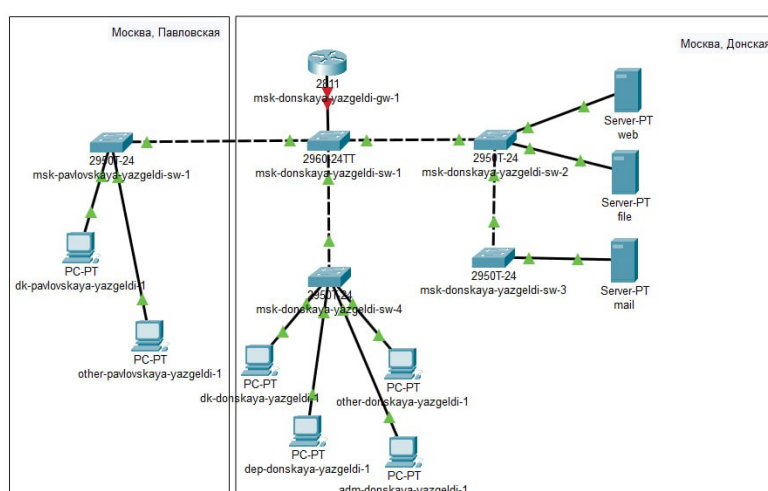 Москва, Павловская
Москва, Донская
2811
msk-donskaya-yazgeldi-gw-1
2950T-24
msk-pavlovskaya-yazgeldi-sw-1
2960-24TT
msk-donskaya-yazgeldi-sw-1
2950T-24
msk-donskaya-yazgeldi-sw-2
Server-PT
web
Server-PT
file
2950T-24
msk-donskaya-yazgeldi-sw-3
Server-PT
mail
2950T-24
msk-donskaya-yazgeldi-sw-4
PC-PT
dk-pavlovskaya-yazgeldi-1
PC-PT
other-pavlovskaya-yazgeldi-1
PC-PT
dk-donskaya-yazgeldi-1
PC-PT
other-donskaya-yazgeldi-1
PC-PT
dep-donskaya-yazgeldi-1
PC-PT
adm-donskaya-yazgeldi-1